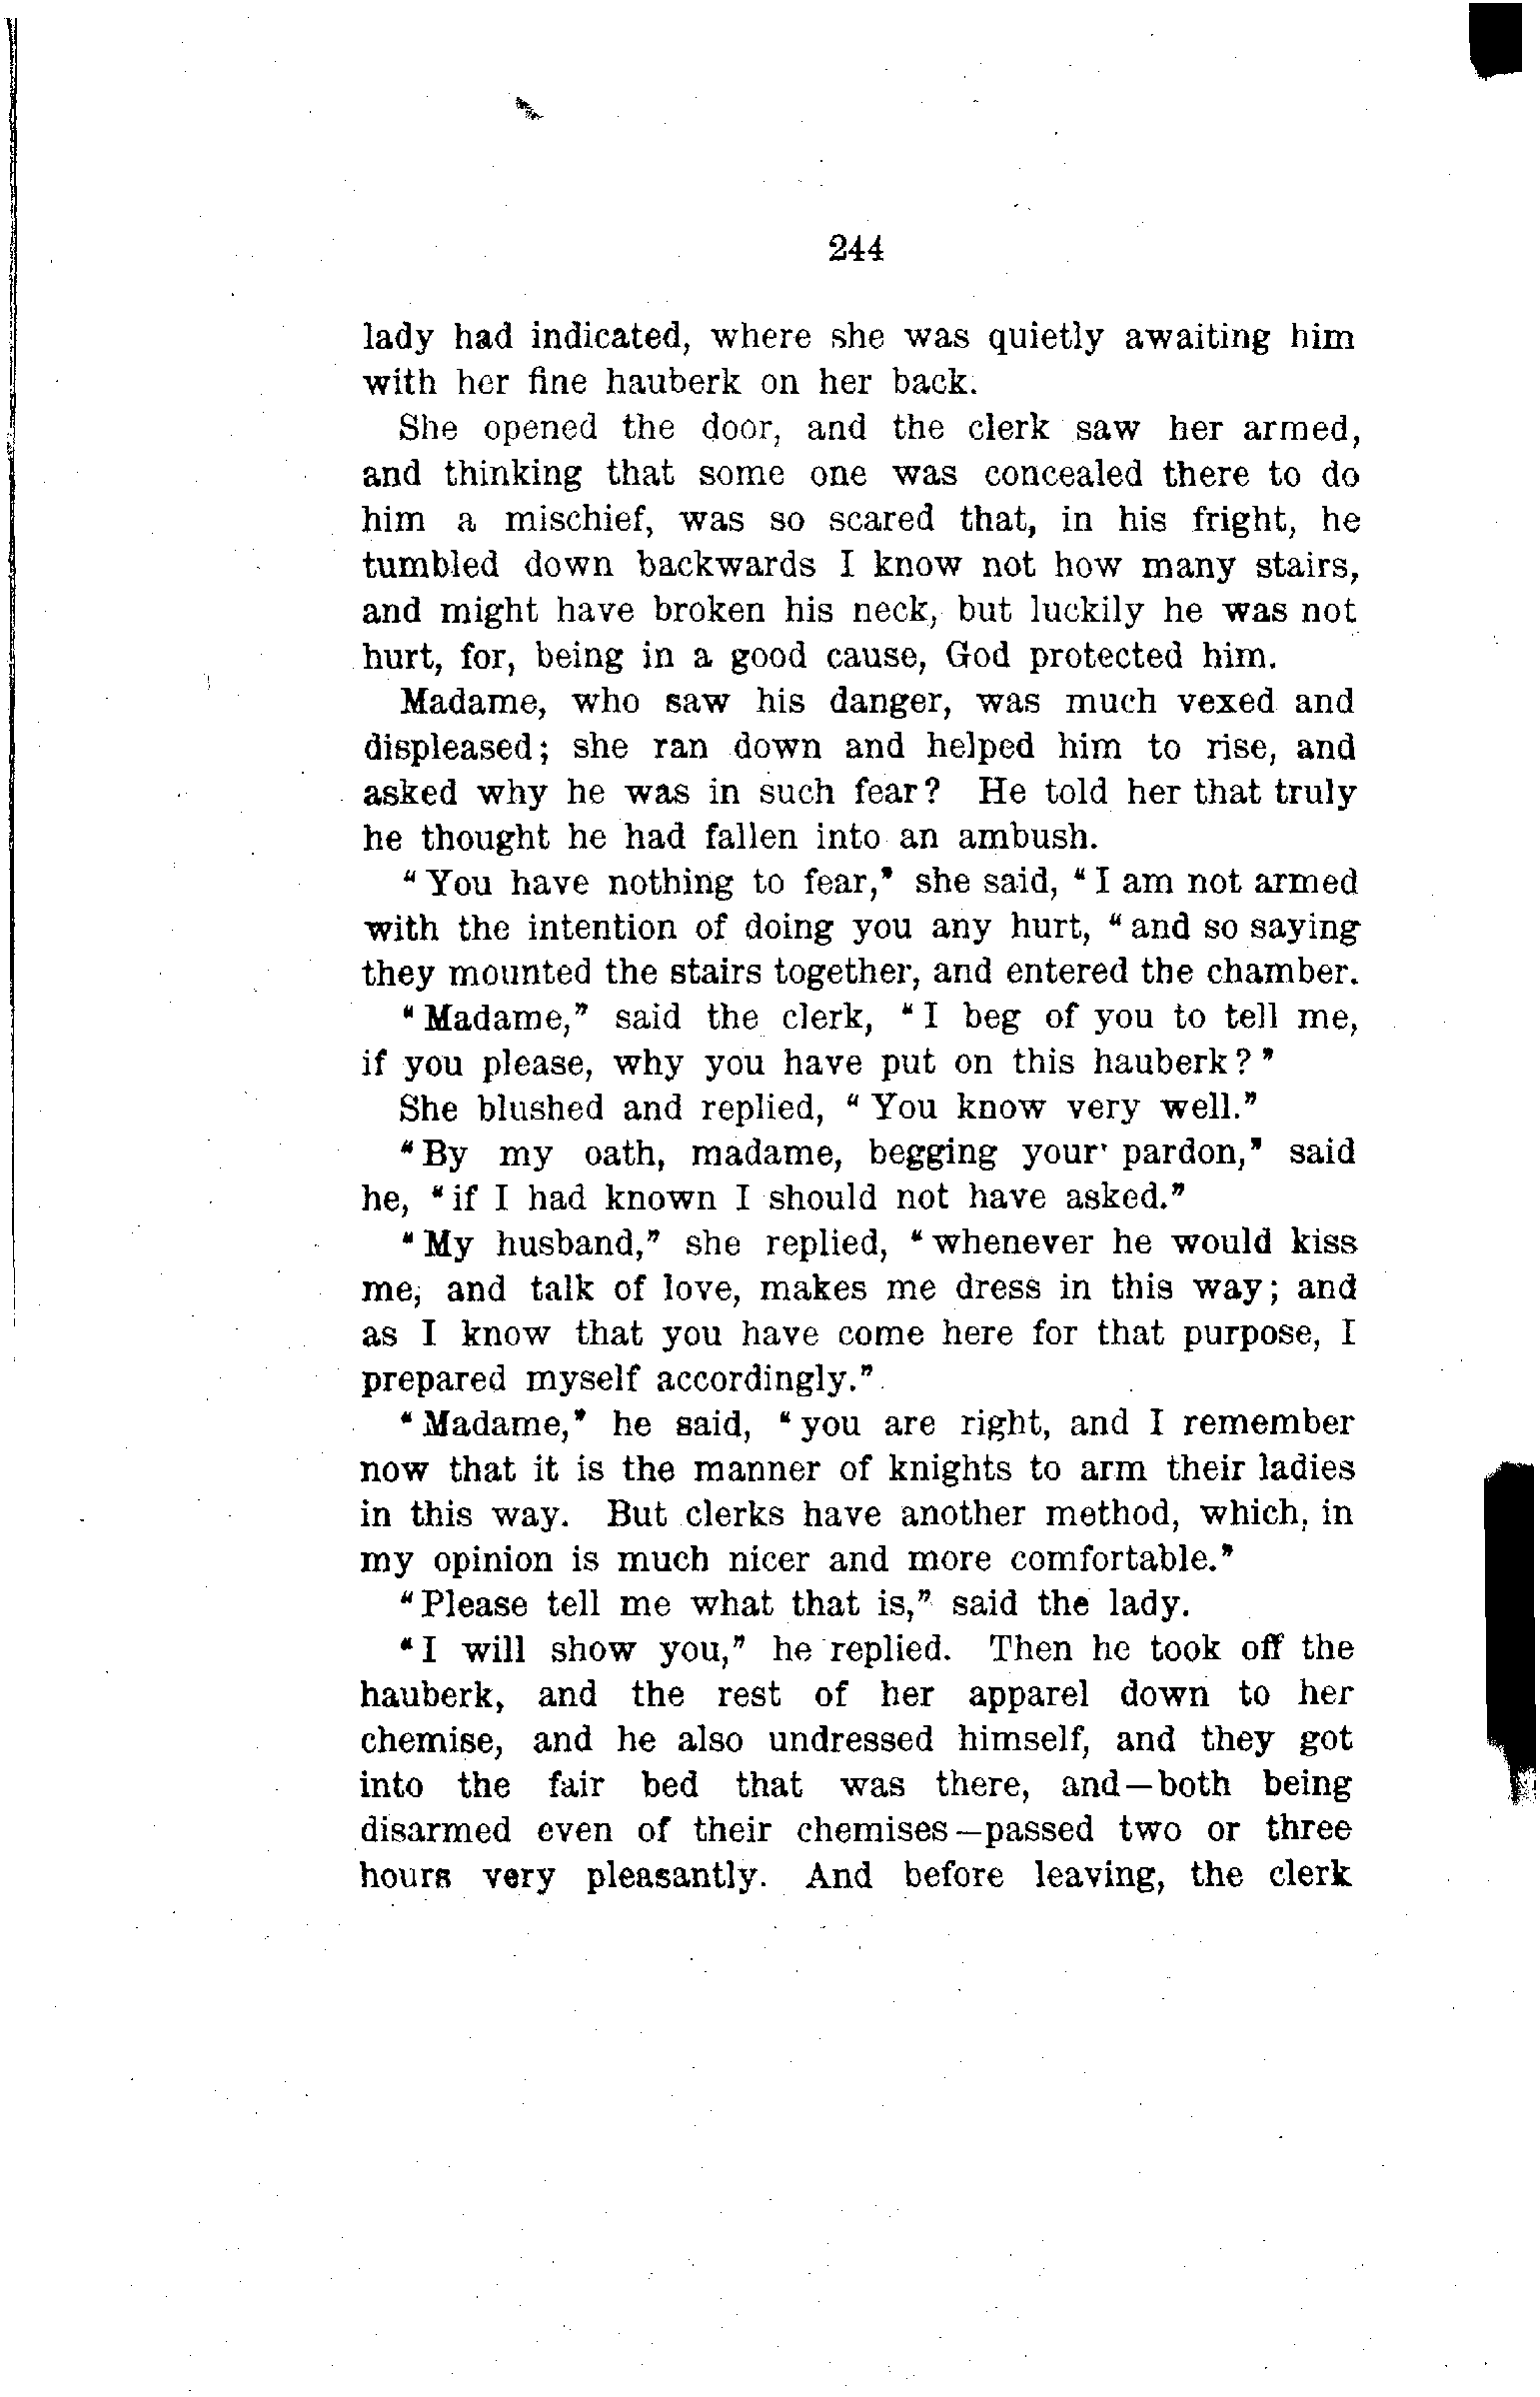 244
lady had indicated, where she was quietly awaiting him
with her fine hauberk on her back.
She opened the door, and the clerk saw her armed,
and thinking that some one was concealed there to do
him a mischief, was so scared that, in his fright, he
tumbled down backwards I know not how many stairs,
and might have broken his neck, but luckily he was not
hurt, for, being in a good cause, God protected him.
Madame, who saw his danger, was much vexed and
displeased; she ran down and helped him to rise, and
asked why he was in such fear? He told her that truly
he thought he had fallen into an ambush.
“You have nothing to fear,” she said, “I am not armed
with the intention of doing you any hurt, “and so saying
they mounted the stairs together, and entered the chamber.
“Madame,” said the clerk, “I beg of you to tell me,
if you please, why you have put on this hauberk?”
She blushed and replied, “You know very well.”
“By my oath, madame, begging your pardon,” said
he, “if I had known I should not have asked.”
“My husband,” she replied, “whenever he would kiss
me, and talk of love, makes me dress in this way; and
as I know that you have come here for that purpose, I
prepared myself accordingly.”
“Madame,” he said, “you are right, and I remember
now that it is the manner of knights to arm their ladies
in this way. But clerks have another method, which, in
my opinion is much nicer and more comfortable.”
“Please tell me what that is,” said the lady.
“I will show you,” he replied. Then he took off the
hauberk, and the rest of her apparel down to her
chemise, and he also undressed himself, and they got
into the fair bed that was there, and—both being
disarmed even of their chemises—passed two or three
hours very pleasantly. And before leaving, the clerk